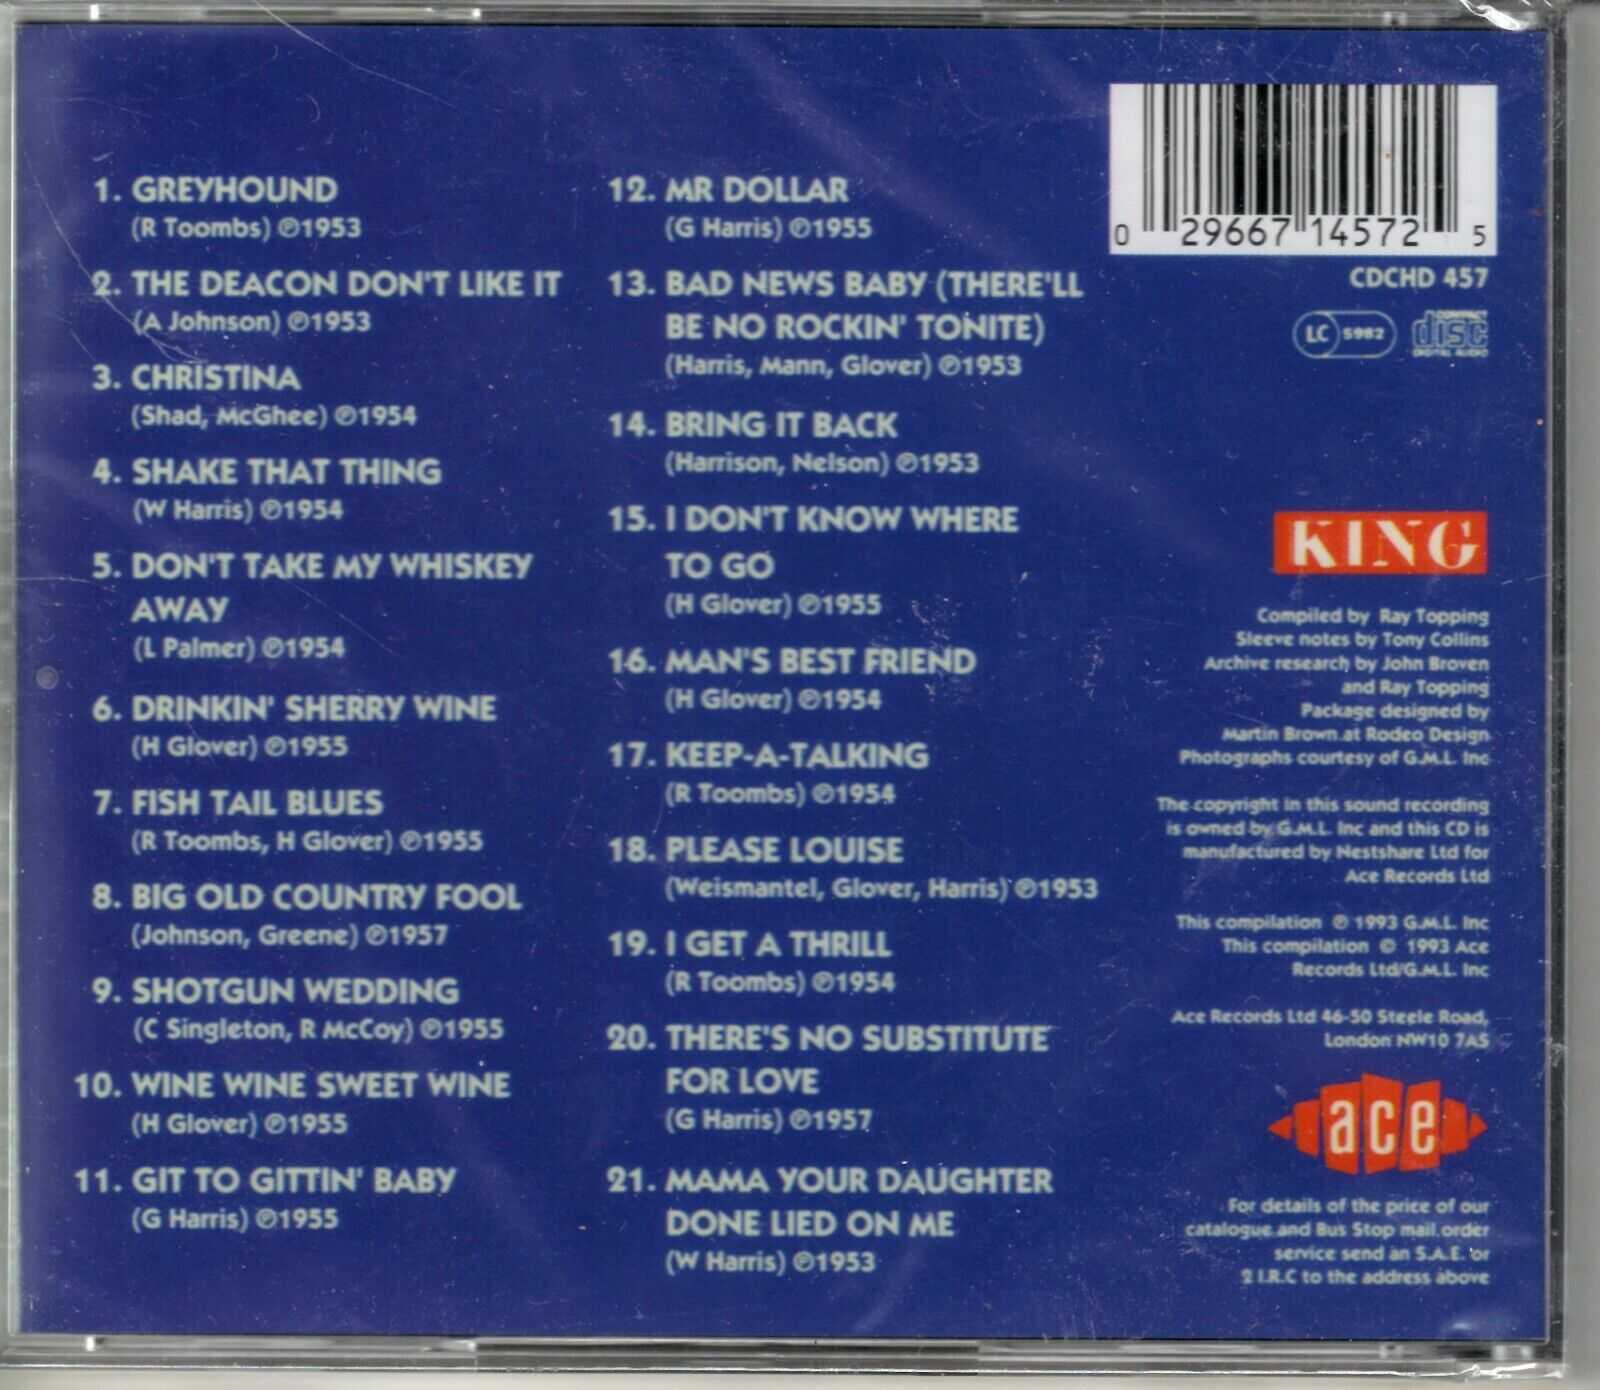 1. GREYHOUND
(R Toombs) ℗1953
2. THE DEACON DON'T LIKE IT
(A Johnson) ℗1953
3. CHRISTINA
(Shad, McGhee) ℗1954
4. SHAKE THAT THING
(W Harris) ℗1954
5. DON'T TAKE MY WHISKEY
AWAY
(L Palmer) ℗1954
6. DRINKIN' SHERRY WINE
(H Glover) ℗1955
7. FISH TAIL BLUES
(R Toombs, H Glover) ℗1955
8. BIG OLD COUNTRY FOOL
(Johnson, Greene) ℗1957
9. SHOTGUN WEDDING
(C Singleton, R McCoy) ℗1955
10. WINE WINE SWEET WINE
(H Glover) ℗1955
11. GIT TO GITTIN' BABY
(G Harris) ℗1955
12. MR DOLLAR
(G Harris) ℗1955
13. BAD NEWS BABY (THERE'LL
BE NO ROCKIN' TONITE)
(Harris, Mann, Glover) ℗1953
14. BRING IT BACK
(Harrison, Nelson) ℗1953
15. I DON'T KNOW WHERE
TO GO
(H Glover) ℗1955
16. MAN'S BEST FRIEND
(H Glover) ℗1954
17. KEEP-A-TALKING
(R Toombs) ℗1954
18. PLEASE LOUISE
(Weismantel, Glover, Harris) ℗1953
19. I GET A THRILL
(R Toombs) ℗1954
20. THERE'S NO SUBSTITUTE
FOR LOVE
(G Harris) ℗1957
21. MAMA YOUR DAUGHTER
DONE LIED ON ME
(W Harris) ℗1953
0 29667 14572 5
CDCHD 457
LC 5982
COMPACT
disc
DIGITAL AUDIO
KING
Compiled by Ray Topping
Sleeve notes by Tony Collins
Archive research by John Broven
and Ray Topping
Package designed by
Martin Brown at Rodeo Design
Photographs courtesy of G.M.L. Inc
The copyright in this sound recording
is owned by G.M.L. Inc and this CD is
manufactured by Nestshare Ltd for
Ace Records Ltd
This compilation ℗ 1993 G.M.L. Inc
This compilation © 1993 Ace
Records Ltd/G.M.L. Inc
Ace Records Ltd 46-50 Steele Road,
London NW10 7AS
ace
For details of the price of our
catalogue and Bus Stop mail order
service send an S.A.E. or
2 I.R.C to the address above